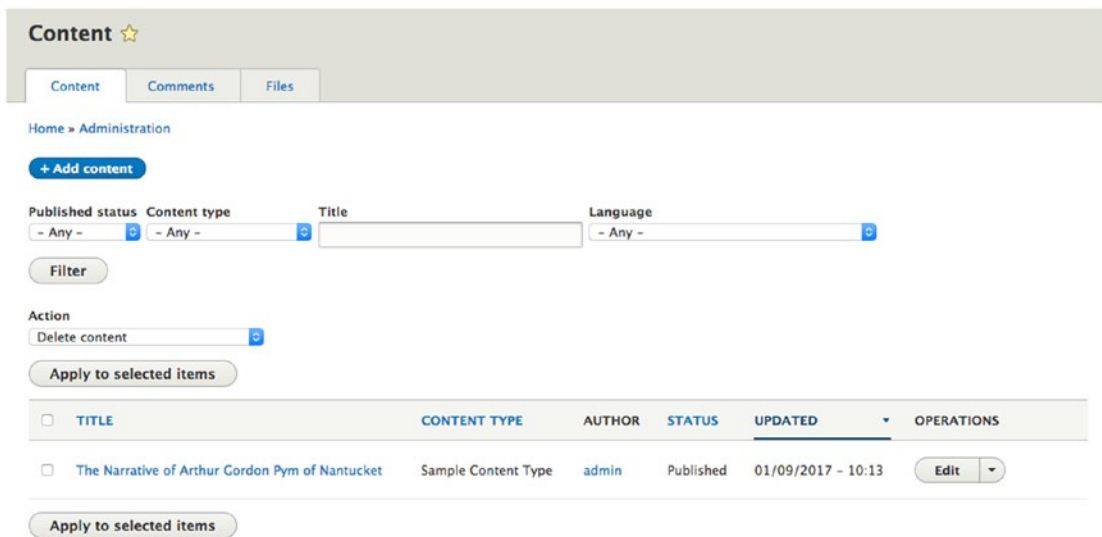 Content
Content Comments Files
Home » Administration
+ Add content
Published status Content type Title Language
- Any - - Any - - Any -
Filter
Action
Delete content
Apply to selected items
TITLE CONTENT TYPE AUTHOR STATUS UPDATED OPERATIONS
The Narrative of Arthur Gordon Pym of Nantucket Sample Content Type admin Published 01/09/2017 - 10:13 Edit
Apply to selected items